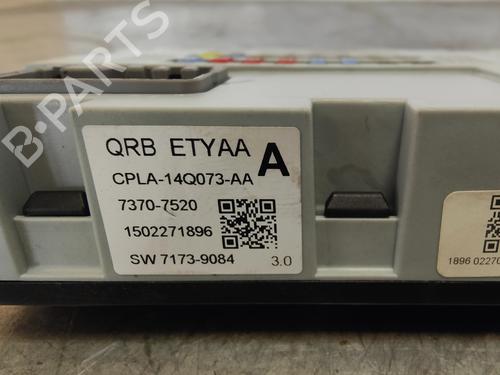 B-PARTS
QRB ETYAA A
CPLA-14Q073-AA
7370-7520
1502271896
SW 7173-9084 3.0
1896 0227